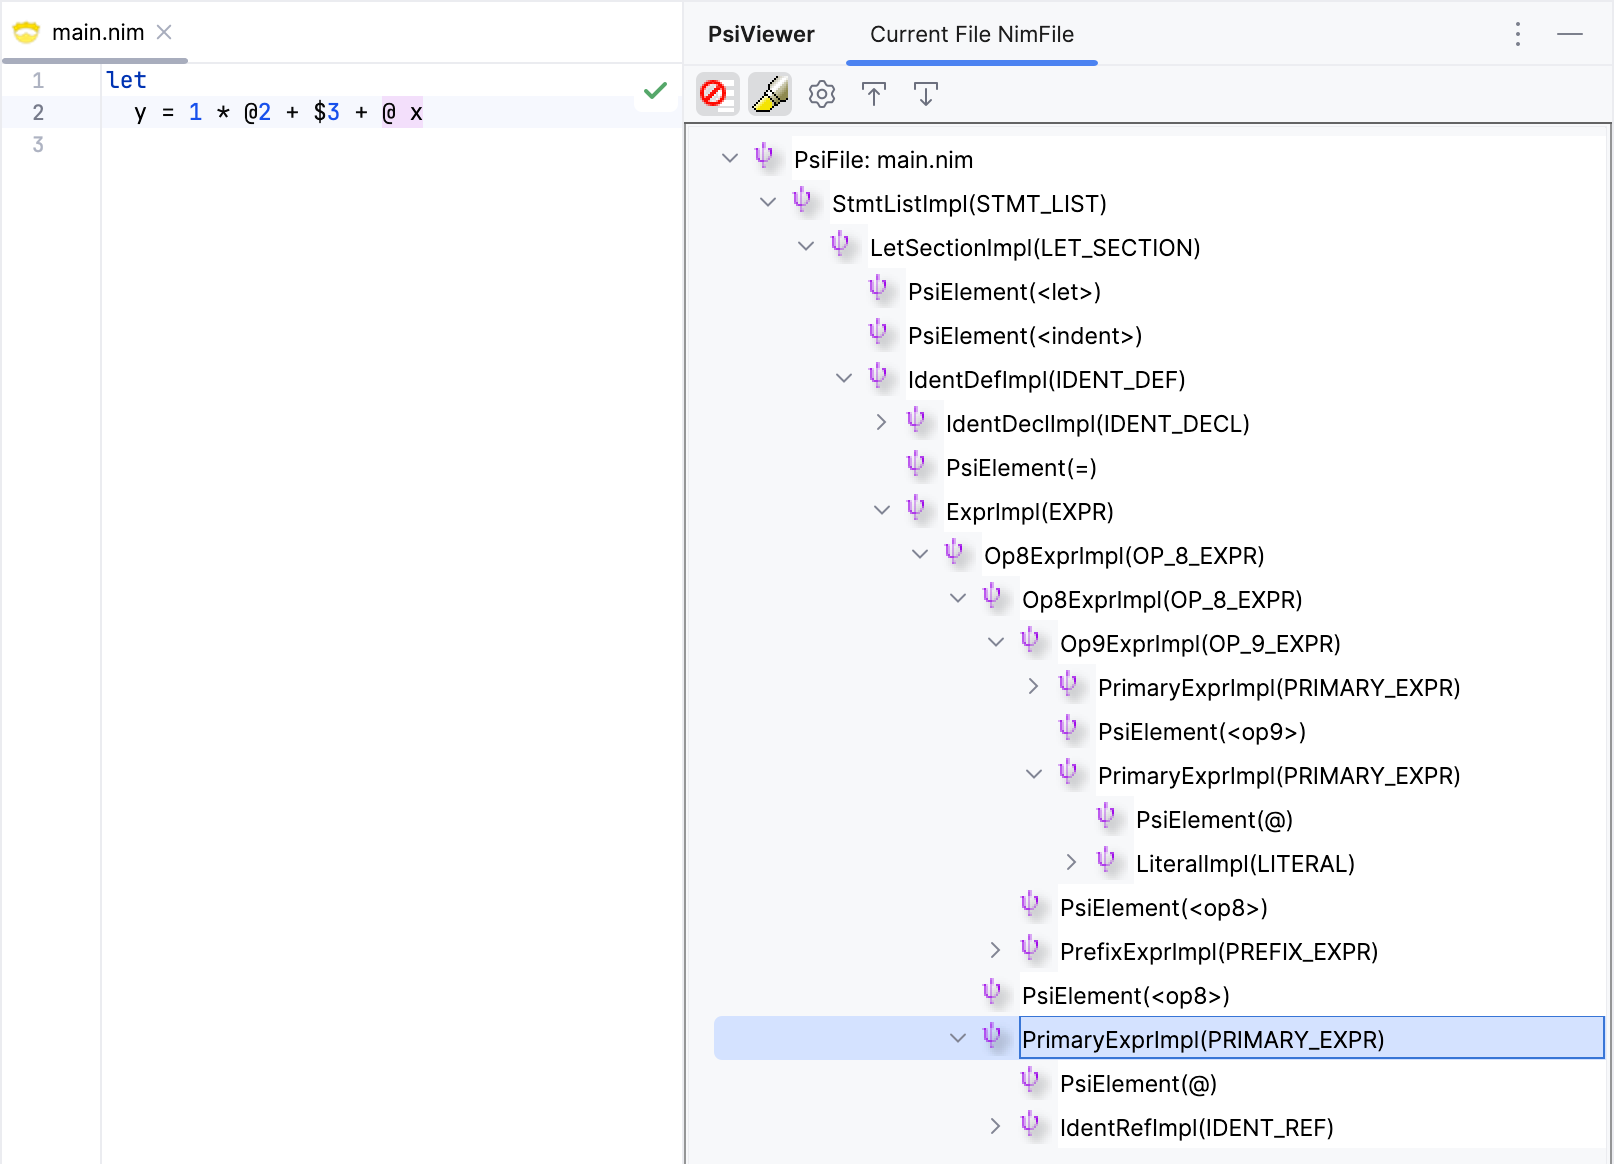 main.nim
PsiViewer
Current File NimFile
1 let
2 y = 1 * @2 + $3 + @ x
3
PsiFile: main.nim
StmtListImpl(STMT_LIST)
LetSectionImpl(LET_SECTION)
PsiElement(<let>)
PsiElement(<indent>)
IdentDefImpl(IDENT_DEF)
IdentDeclImpl(IDENT_DECL)
PsiElement(=)
ExprImpl(EXPR)
Op8ExprImpl(OP_8_EXPR)
Op8ExprImpl(OP_8_EXPR)
Op9ExprImpl(OP_9_EXPR)
PrimaryExprImpl(PRIMARY_EXPR)
PsiElement(<op9>)
PrimaryExprImpl(PRIMARY_EXPR)
PsiElement(@)
LiteralImpl(LITERAL)
PsiElement(<op8>)
PrefixExprImpl(PREFIX_EXPR)
PsiElement(<op8>)
PrimaryExprImpl(PRIMARY_EXPR)
PsiElement(@)
IdentRefImpl(IDENT_REF)